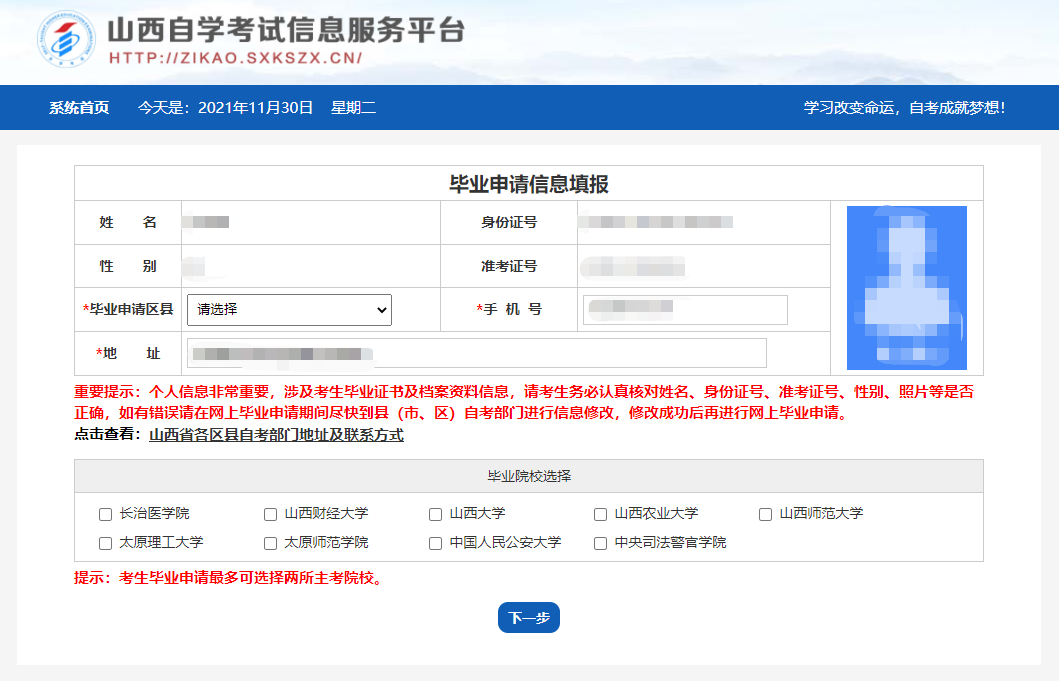 山西自学考试信息服务平台
HTTP://ZIKAO.SXKSZX.CN/
系统首页 今天是：2021年11月30日 星期二 学习改变命运，自考成就梦想！
毕业申请信息填报
姓 名 身份证号
性 别 准考证号
*毕业申请区县 请选择 *手 机 号
*地 址
重要提示：个人信息非常重要，涉及考生毕业证书及档案资料信息，请考生务必认真核对姓名、身份证号、准考证号、性别、照片等是否
正确，如有错误请在网上毕业申请期间尽快到县（市、区）自考部门进行信息修改，修改成功后再进行网上毕业申请。
点击查看：山西省各区县自考部门地址及联系方式
毕业院校选择
长治医学院 山西财经大学 山西大学 山西农业大学 山西师范大学
太原理工大学 太原师范学院 中国人民公安大学 中央司法警官学院
提示：考生毕业申请最多可选择两所主考院校。
下一步